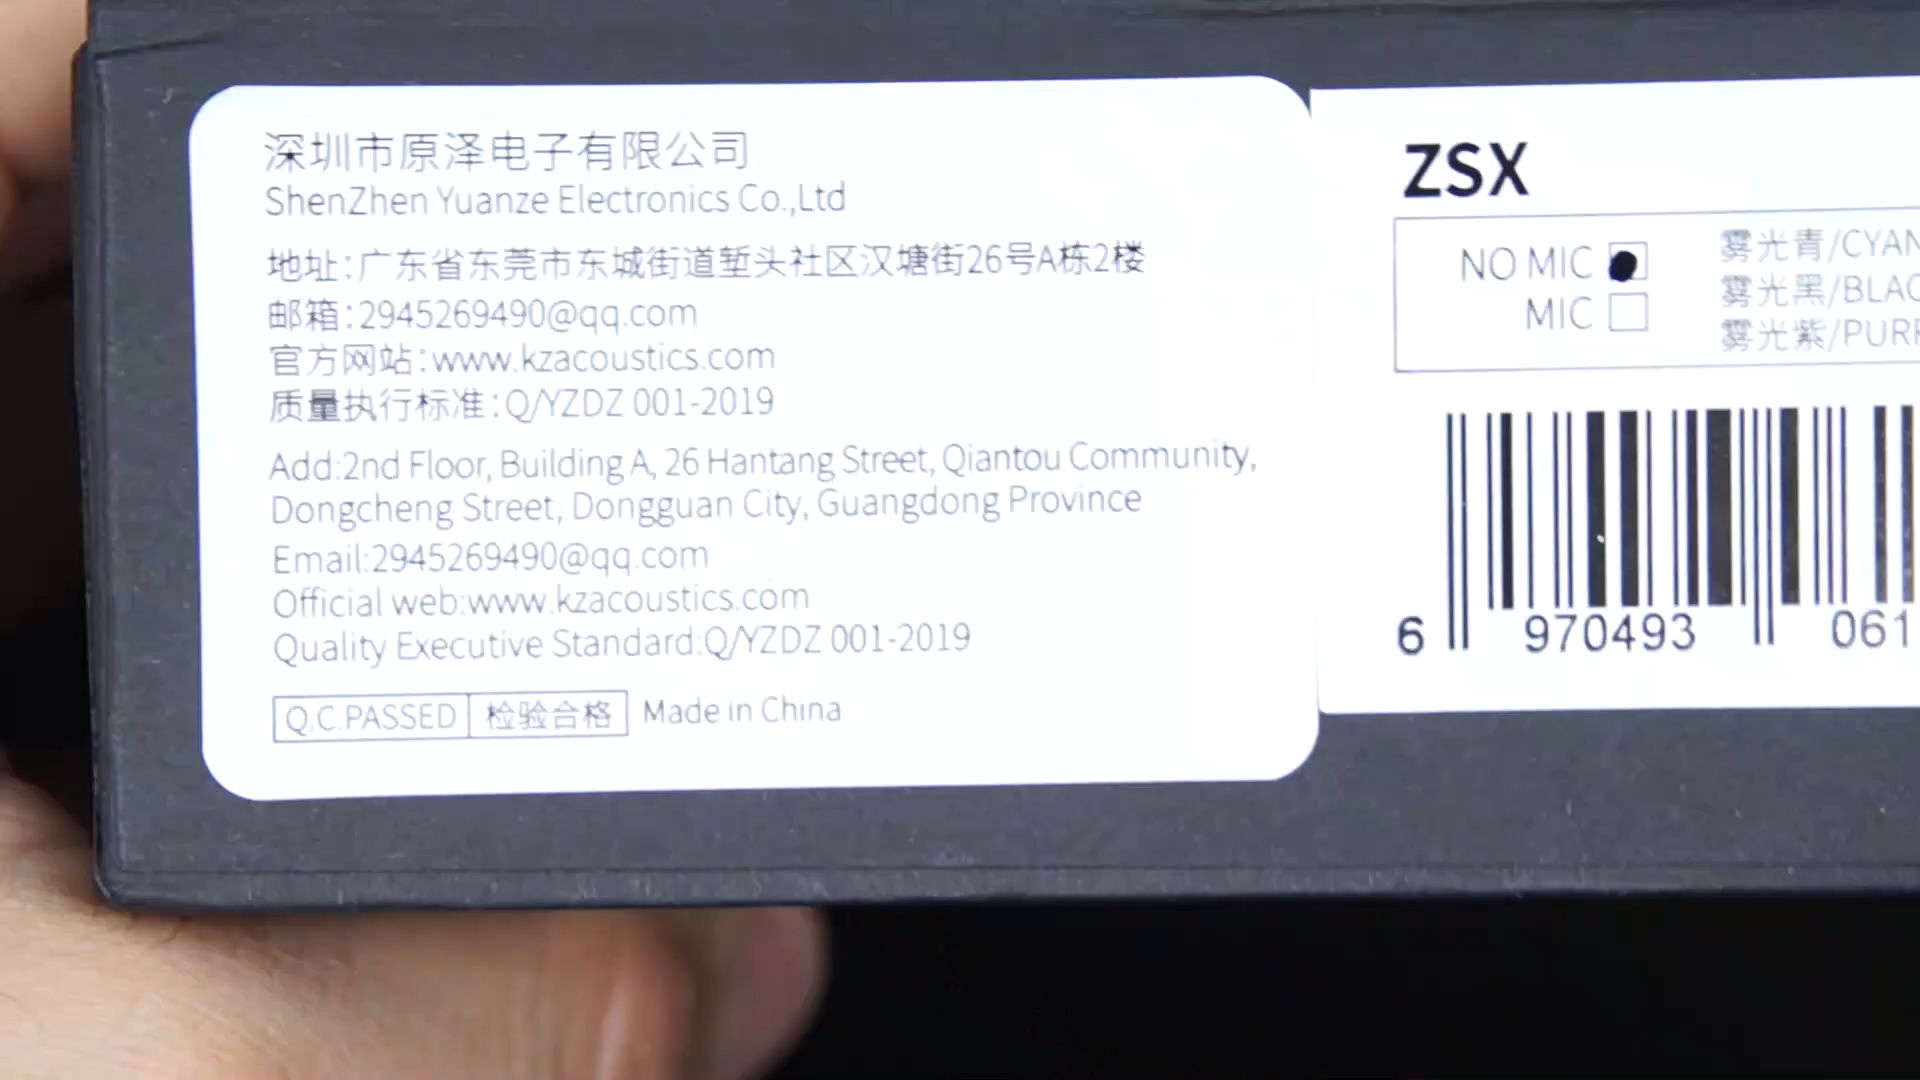 深圳市原泽电子有限公司
ShenZhen Yuanze Electronics Co.,Ltd
地址:广东省东莞市东城街道堑头社区汉塘街26号A栋2楼
邮箱:2945269490@qq.com
官方网站:www.kzacoustics.com
质量执行标准:Q/YZDZ 001-2019
Add:2nd Floor, Building A, 26 Hantang Street, Qiantou Community,
Dongcheng Street, Dongguan City, Guangdong Province
Email:2945269490@qq.com
Official web:www.kzacoustics.com
Quality Executive Standard:Q/YZDZ 001-2019
Q.C.PASSED 检验合格 Made in China
ZSX
NO MIC
MIC
雾光青/CYAN
雾光黑/BLAC
雾光紫/PURP
6 970493 061